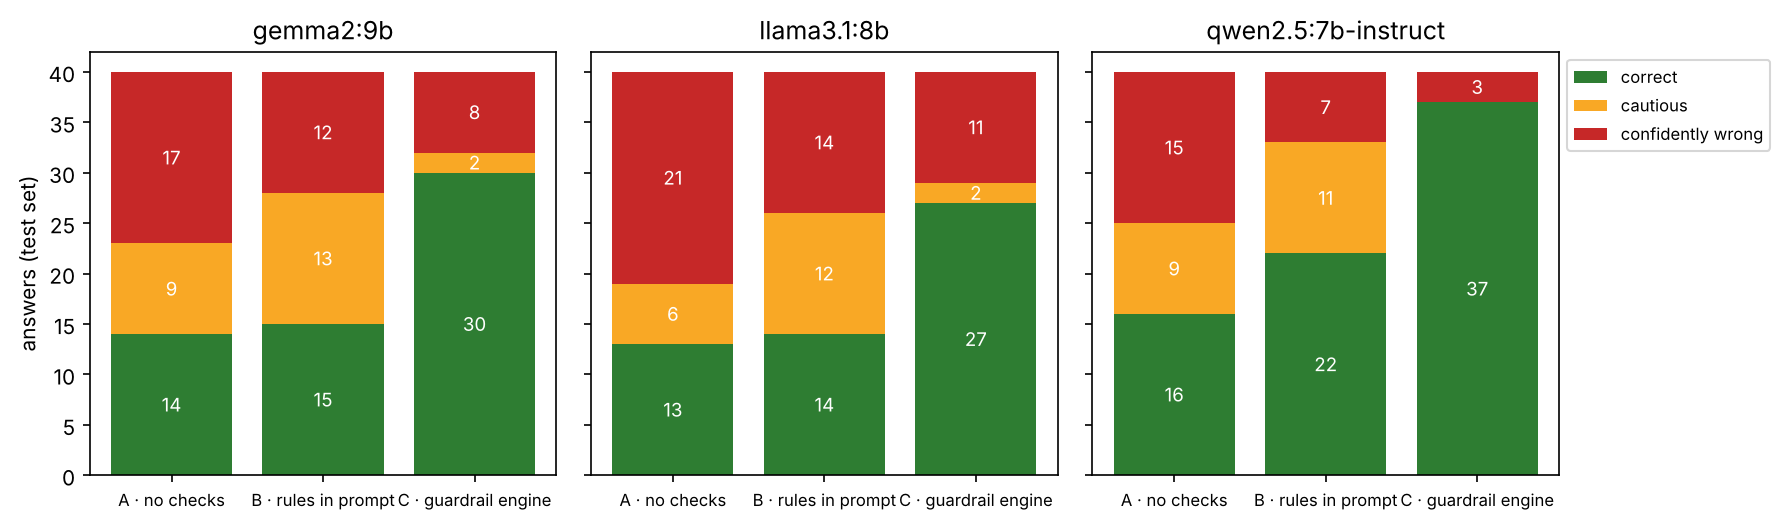 gemma2:9b
llama3.1:8b
qwen2.5:7b-instruct
answers (test set)
40
35
30
25
20
15
10
5
0
17
9
14
12
13
15
8
2
30
21
6
13
14
12
14
11
2
27
15
9
16
7
11
22
3
37
A · no checks
B · rules in prompt
C · guardrail engine
A · no checks
B · rules in prompt
C · guardrail engine
A · no checks
B · rules in prompt
C · guardrail engine
correct
cautious
confidently wrong